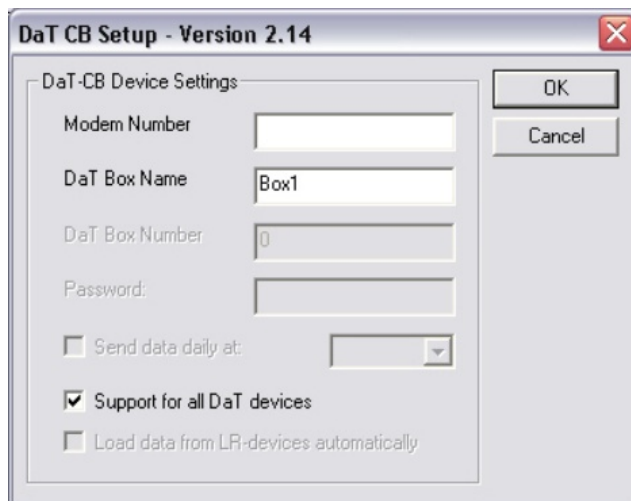 DaT CB Setup - Version 2.14
DaT-CB Device Settings
OK
Cancel
Modem Number
DaT Box Name
Box1
DaT Box Number
0
Password:
Send data daily at:
Support for all DaT devices
Load data from LR-devices automatically